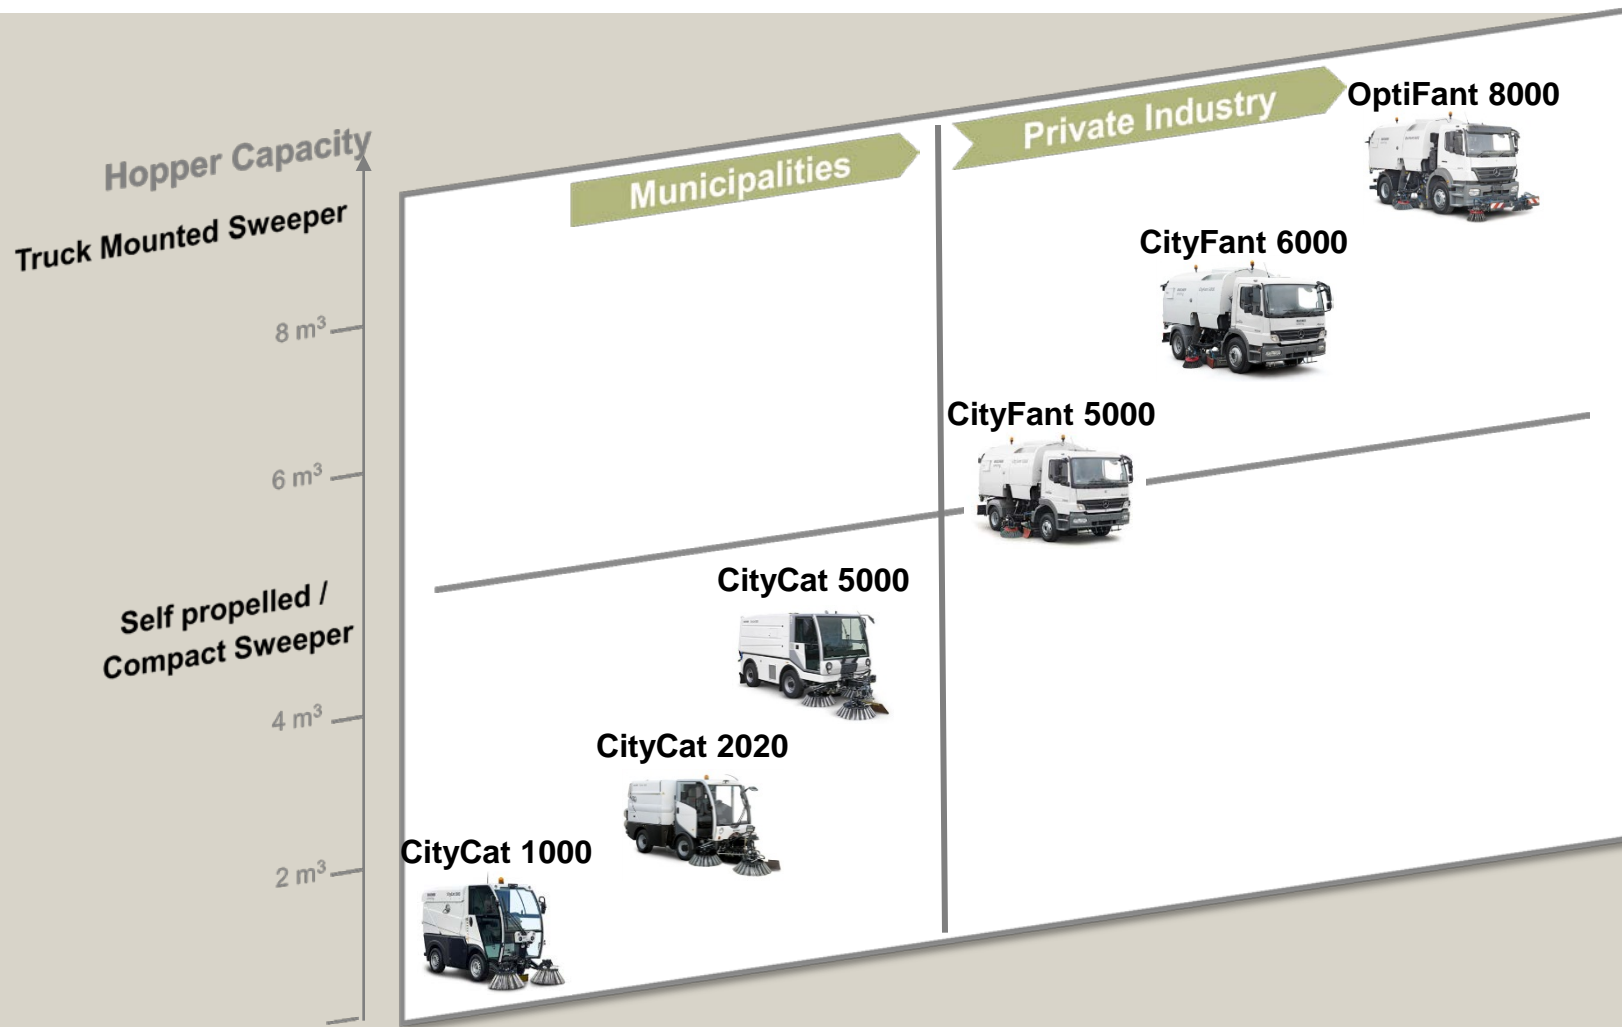 OptiFant 8000
Private Industry
Hopper Capacity
Municipalities
Truck Mounted Sweeper
CityFant 6000
8 m³
CityFant 5000
6 m³
CityCat 5000
Self propelled /
Compact Sweeper
4 m³
CityCat 2020
CityCat 1000
2 m³